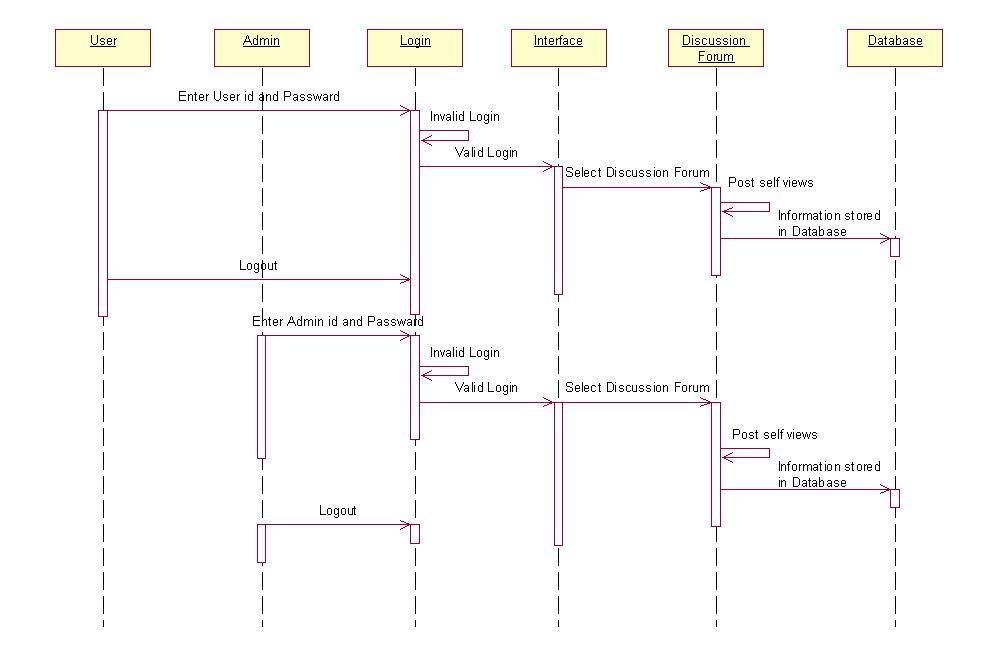 User
Admin
Login
Interface
Discussion
Forum
Database
Enter User id and Passward
Invalid Login
Valid Login
Select Discussion Forum
Post self views
Information stored
in Database
Logout
Enter Admin id and Passward
Invalid Login
Valid Login
Select Discussion Forum
Post self views
Information stored
in Database
Logout